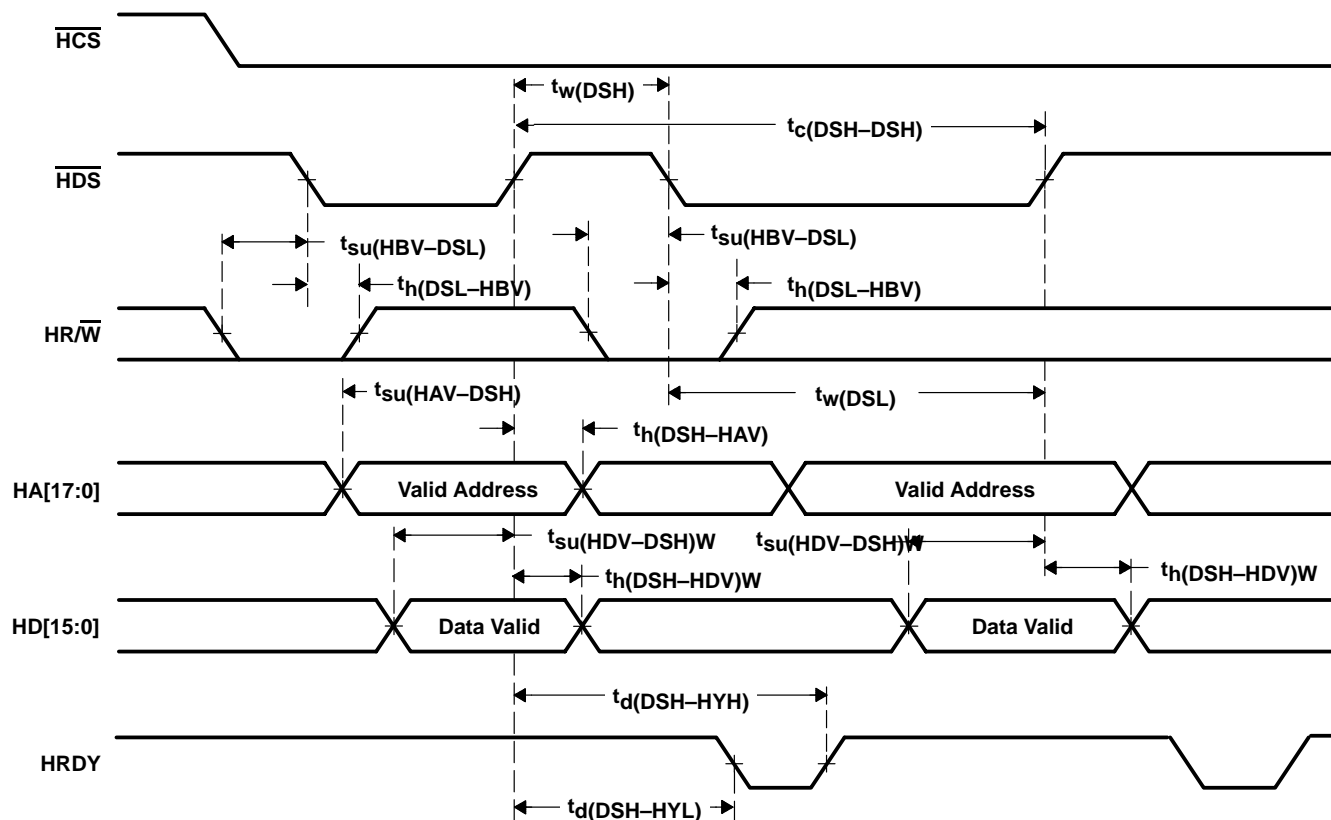 HCS
tw(DSH)
tc(DSH–DSH)
HDS
tsu(HBV–DSL)
tsu(HBV–DSL)
th(DSL–HBV)
th(DSL–HBV)
HR/W
tsu(HAV–DSH)
tw(DSL)
th(DSH–HAV)
HA[17:0]
Valid Address
Valid Address
tsu(HDV–DSH)W
tsu(HDV–DSH)W
th(DSH–HDV)W
th(DSH–HDV)W
HD[15:0]
Data Valid
Data Valid
td(DSH–HYH)
HRDY
td(DSH–HYL)